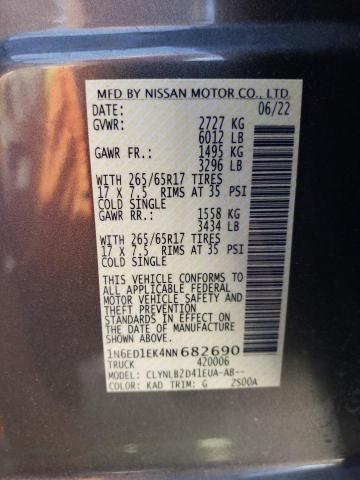 MFD BY NISSAN MOTOR CO., LTD.
DATE: 06/22
GVWR: 2727 KG
6012 LB
GAWR FR.: 1495 KG
3296 LB
WITH 265/65R17 TIRES
17 X 7.5 RIMS AT 35 PSI
COLD SINGLE
GAWR RR.: 1558 KG
3434 LB
WITH 265/65R17 TIRES
17 X 7.5 RIMS AT 35 PSI
COLD SINGLE
THIS VEHICLE CONFORMS TO
ALL APPLICABLE FEDERAL
MOTOR VEHICLE SAFETY
AND THEFT PREVENTION
STANDARDS IN EFFECT ON
THE DATE OF MANUFACTURE
SHOWN ABOVE.
1N6ED1EK4NN682690
TRUCK 420006
MODEL: CLYNLBZD41EUA-AB--
COLOR: KAD TRIM: G ZS00A